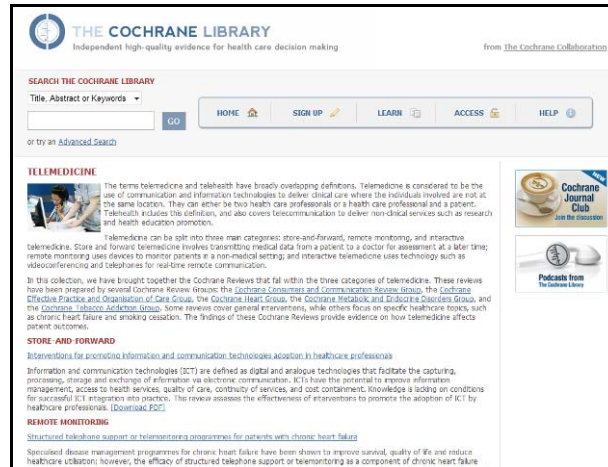 THE COCHRANE LIBRARY
Independent high-quality evidence for health care decision making
from The Cochrane Collaboration
SEARCH THE COCHRANE LIBRARY
Title, Abstract or Keywords
GO
or try an Advanced Search
HOME
SIGN UP
LEARN
ACCESS
HELP
TELEMEDICINE
The terms telemedicine and telehealth have broadly overlapping definitions. Telemedicine is considered to be the
use of communication and information technologies to deliver clinical care where the individuals involved are not at
the same location. They can either be two health care professionals or a health care professional and a patient.
Telehealth includes this definition, and also covers telecommunication to deliver non-clinical services such as research
and health education promotion.
Telemedicine can be split into three main categories: store-and-forward, remote monitoring, and interactive
telemedicine. Store and forward telemedicine involves transmitting medical data from a patient to a doctor for assessment at a later time;
remote monitoring uses devices to monitor patients in a non-medical setting; and interactive telemedicine uses technology such as
videoconferencing and telephones for real-time remote communication.
In this collection, we have brought together the Cochrane Reviews that fall within the three categories of telemedicine. These reviews
have been prepared by several Cochrane Review Groups: the Cochrane Consumers and Communication Review Group, the Cochrane
Effective Practice and Organisation of Care Group, the Cochrane Heart Group, the Cochrane Metabolic and Endocrine Disorders Group, and
the Cochrane Tobacco Addiction Group. Some reviews cover general interventions, while others focus on specific healthcare topics, such
as chronic heart failure and smoking cessation. The findings of these Cochrane Reviews provide evidence on how telemedicine affects
patient outcomes.
STORE-AND-FORWARD
Interventions for promoting information and communication technologies adoption in healthcare professionals
Information and communication technologies (ICT) are defined as digital and analogue technologies that facilitate the capturing,
processing, storage and exchange of information via electronic communication. ICTs have the potential to improve information
management, access to health services, quality of care, continuity of services, and cost containment. Knowledge is lacking on conditions
for successful ICT integration into practice. This review assesses the effectiveness of interventions to promote the adoption of ICT by
healthcare professionals. [Download PDF]
REMOTE MONITORING
Structured telephone support or telemonitoring programmes for patients with chronic heart failure
Specialised disease management programmes for chronic heart failure have been shown to improve survival, quality of life and reduce
healthcare utilisation; however, the efficacy of structured telephone support or telemonitoring as a component of chronic heart failure
NEW
Cochrane
Journal
Club
Join the discussion
Podcasts from
The Cochrane Library